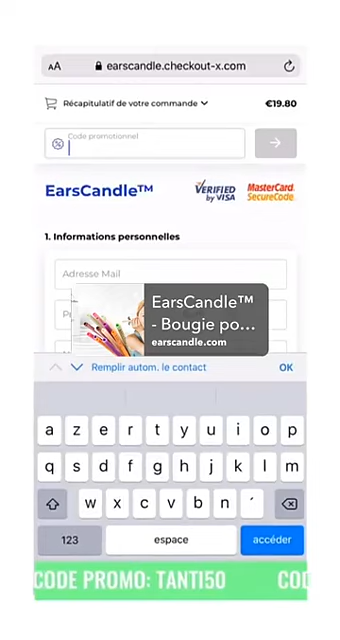 AA earscandle.checkout-x.com
Récapitulatif de votre commande €19.80
Code promotionnel
EarsCandle™ VERIFIED by VISA MasterCard SecureCode
1. Informations personnelles
Adresse Mail
EarsCandle™
- Bougie po...
earscandle.com
Remplir autom. le contact OK
a z e r t y u i o p
q s d f g h j k l m
w x c v b n ´
123 espace accéder
CODE PROMO: TANTI50 COD